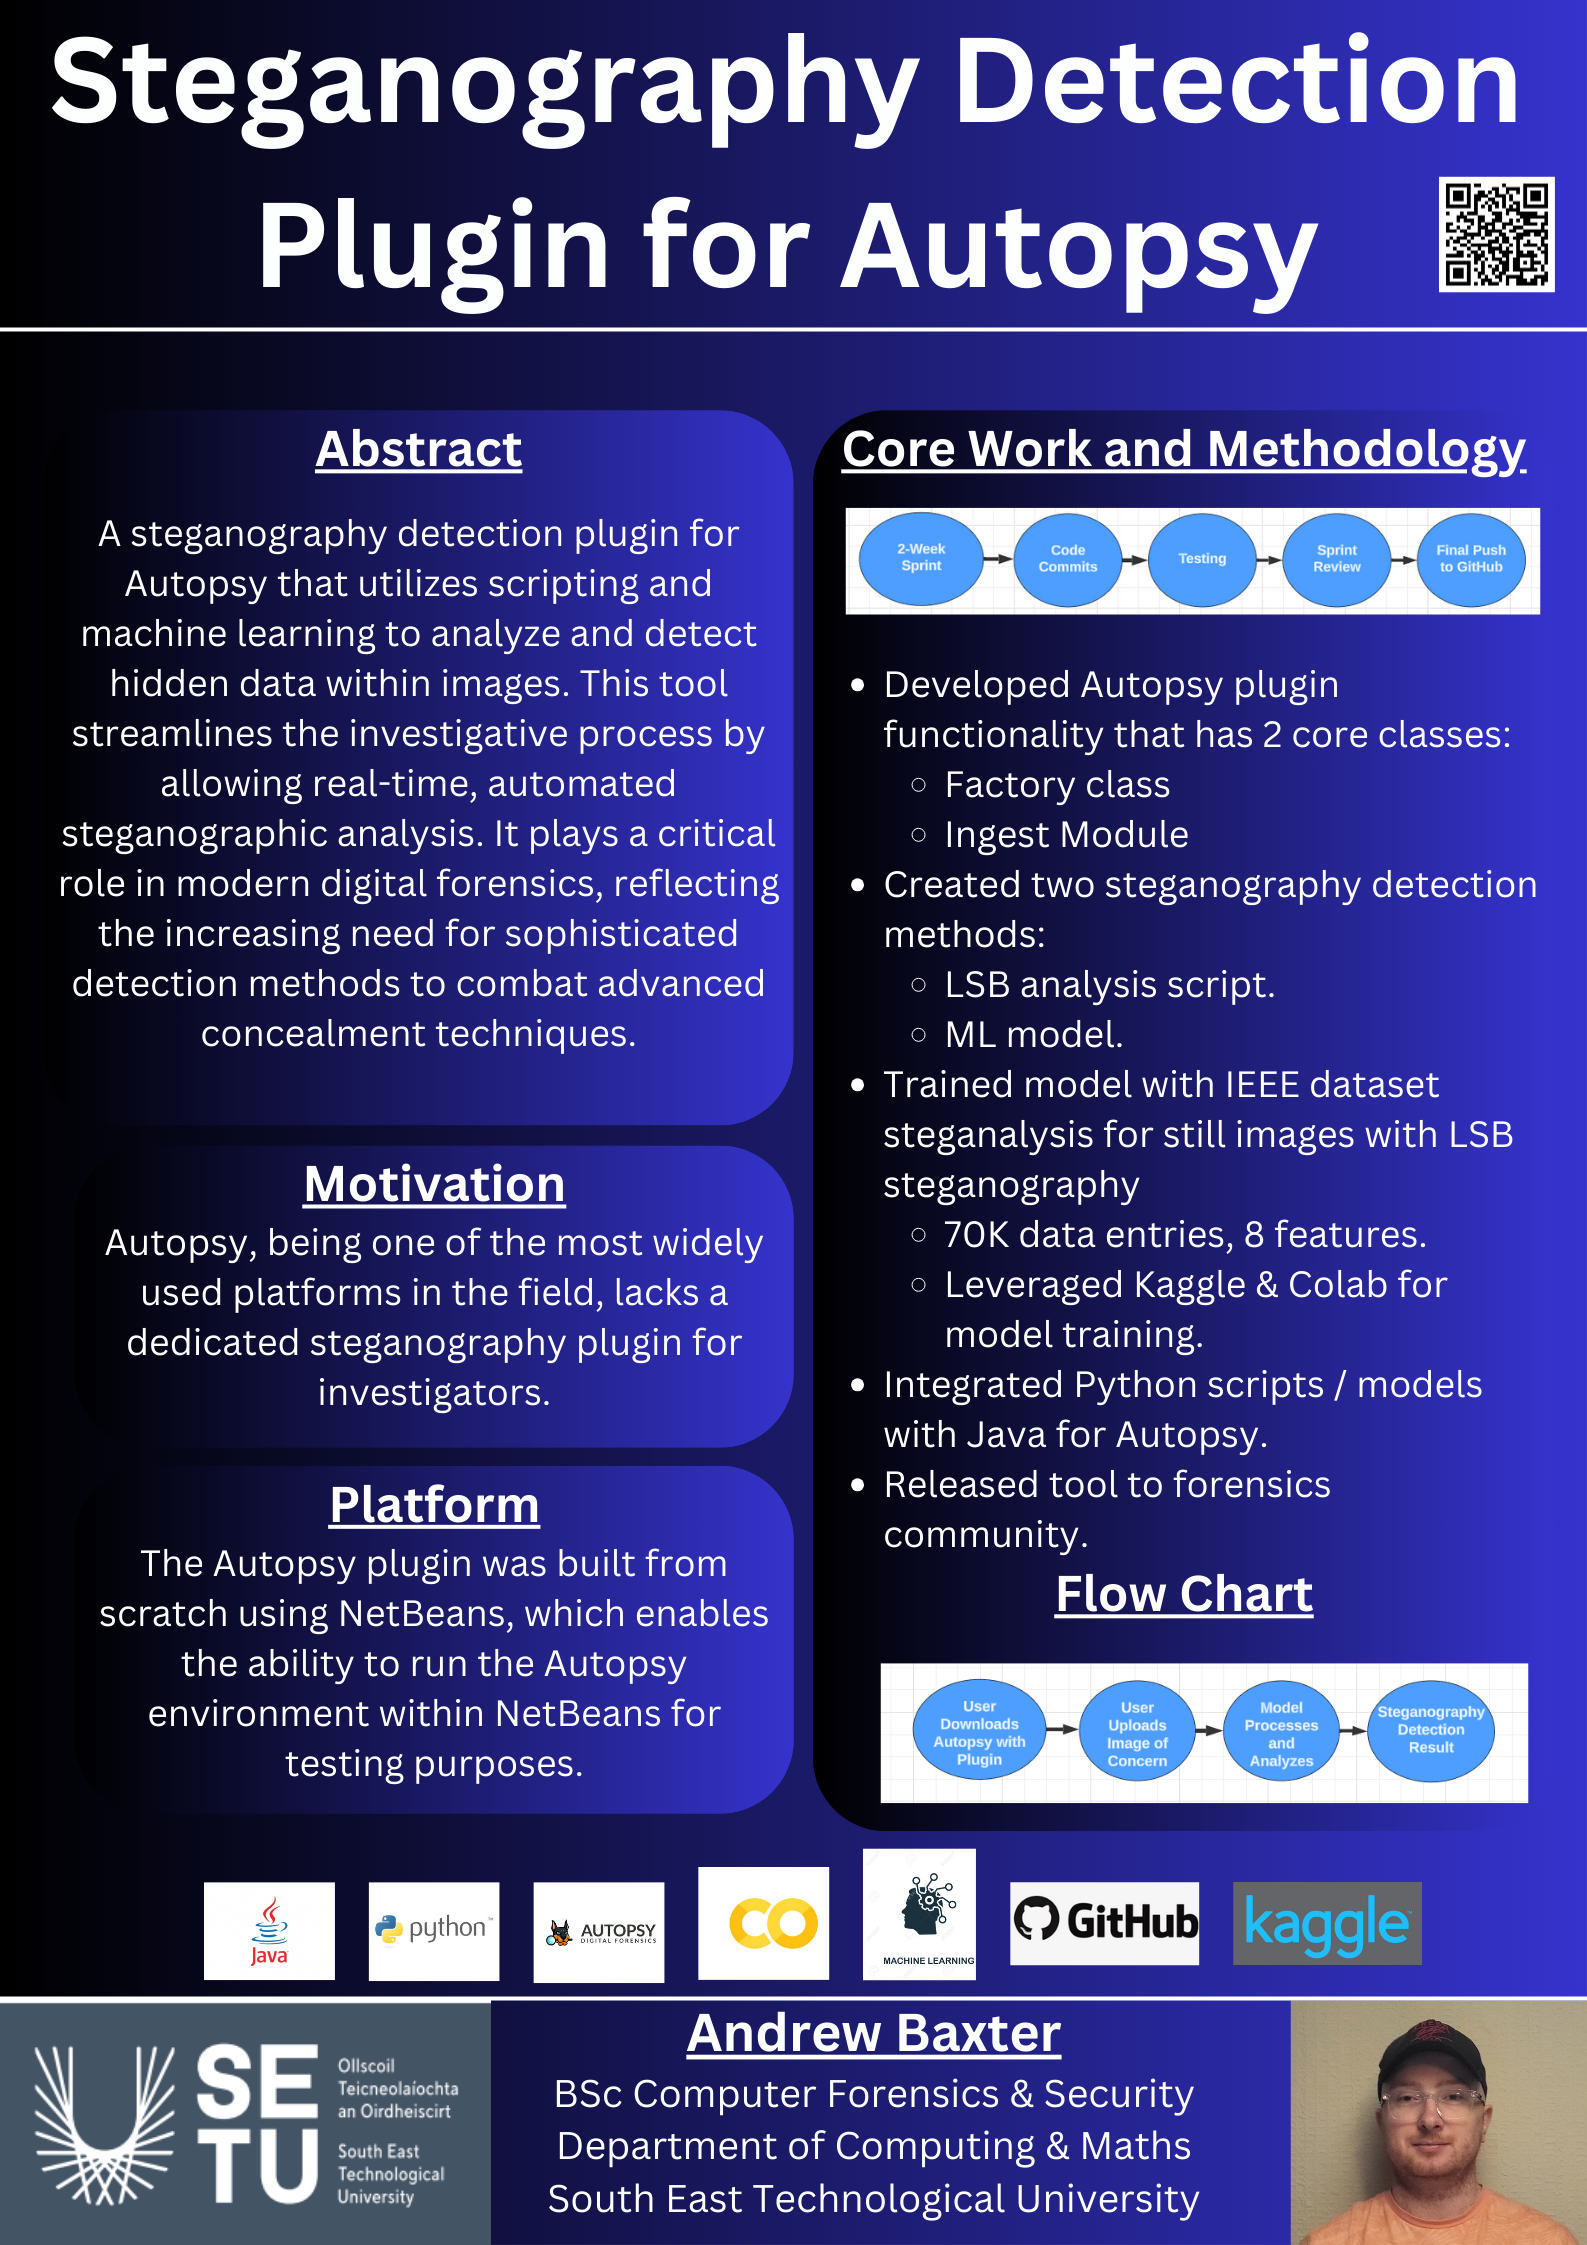 Steganography Detection
Plugin for Autopsy
Abstract
A steganography detection plugin for
Autopsy that utilizes scripting and
machine learning to analyze and detect
hidden data within images. This tool
streamlines the investigative process by
allowing real-time, automated
steganographic analysis. It plays a critical
role in modern digital forensics, reflecting
the increasing need for sophisticated
detection methods to combat advanced
concealment techniques.
Motivation
Autopsy, being one of the most widely
used platforms in the field, lacks a
dedicated steganography plugin for
investigators.
Platform
The Autopsy plugin was built from
scratch using NetBeans, which enables
the ability to run the Autopsy
environment within NetBeans for
testing purposes.
Core Work and Methodology
2-Week
Sprint
Code
Commits
Testing
Sprint
Review
Final Push
to GitHub
• Developed Autopsy plugin
functionality that has 2 core classes:
◦ Factory class
◦ Ingest Module
• Created two steganography detection
methods:
◦ LSB analysis script.
◦ ML model.
• Trained model with IEEE dataset
steganalysis for still images with LSB
steganography
◦ 70K data entries, 8 features.
◦ Leveraged Kaggle & Colab for
model training.
• Integrated Python scripts / models
with Java for Autopsy.
• Released tool to forensics
community.
Flow Chart
User
Downloads
Autopsy with
Plugin
User
Uploads
Image of
Concern
Model
Processes
and
Analyzes
Steganography
Detection
Result
Java
python™
AUTOPSY
DIGITAL FORENSICS
CO
MACHINE LEARNING
GitHub
kaggle
SE
TU
Ollscoil
Teicneolaíochta
an Oirdheiscirt
South East
Technological
University
Andrew Baxter
BSc Computer Forensics & Security
Department of Computing & Maths
South East Technological University